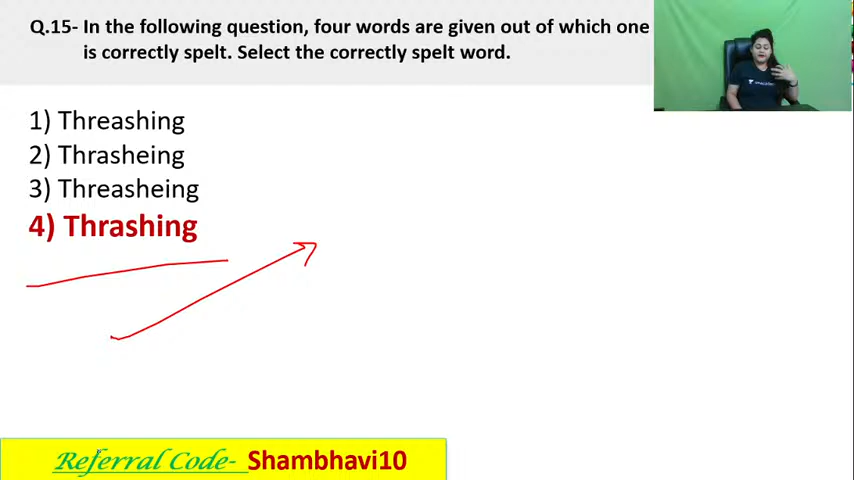 Q.15- In the following question, four words are given out of which one
is correctly spelt. Select the correctly spelt word.
1) Threashing
2) Thrasheing
3) Threasheing
4) Thrashing
Referral Code- Shambhavi10